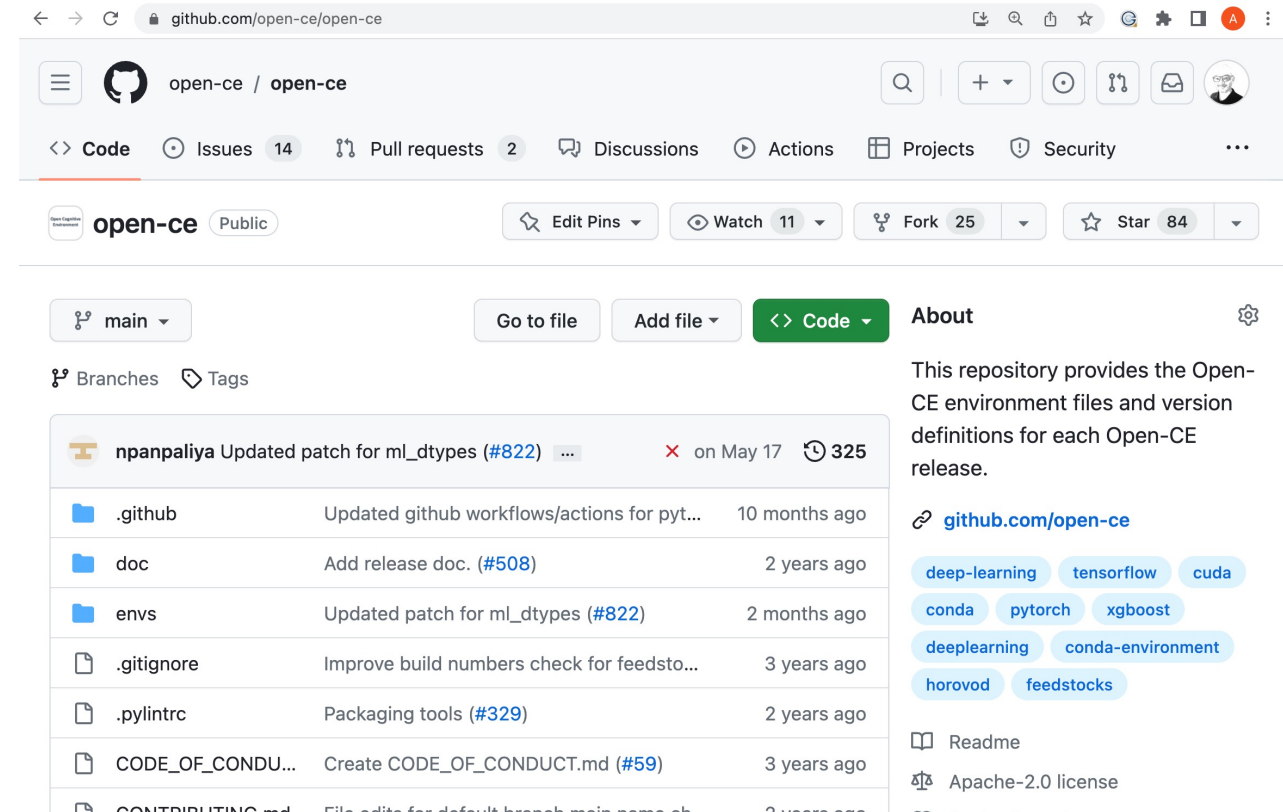 github.com/open-ce/open-ce
A
open-ce / open-ce
Code Issues 14 Pull requests 2 Discussions Actions Projects Security ...
Open Cognitive
Environment
open-ce Public Edit Pins Watch 11 Fork 25 Star 84
main Go to file Add file Code About
This repository provides the Open-
CE environment files and version
definitions for each Open-CE
release.
Branches Tags
npanpaliya Updated patch for ml_dtypes (#822) ... on May 17 325
.github Updated github workflows/actions for pyt... 10 months ago
github.com/open-ce
doc Add release doc. (#508) 2 years ago
deep-learning tensorflow cuda
envs Updated patch for ml_dtypes (#822) 2 months ago
conda pytorch xgboost
deeplearning conda-environment
.gitignore Improve build numbers check for feedsto... 3 years ago
horovod feedstocks
.pylintrc Packaging tools (#329) 2 years ago
Readme
CODE_OF_CONDU... Create CODE_OF_CONDUCT.md (#59) 3 years ago
Apache-2.0 license